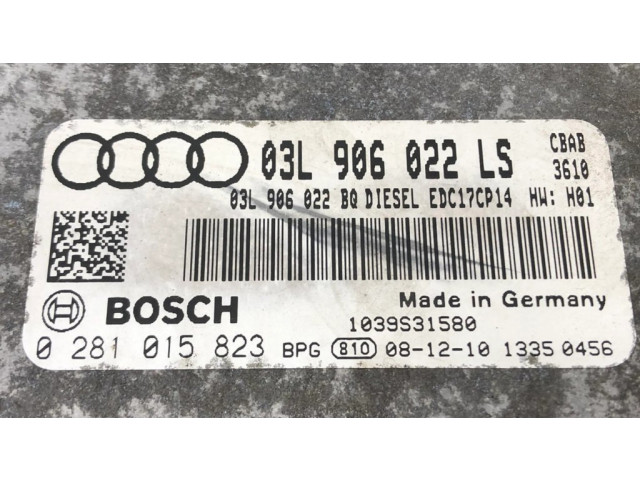 03L 906 022 LS CBAB
3610
03L 906 022 BQ DIESEL EDC17CP14 HW: H01
BOSCH Made in Germany
1039S31580
0 281 015 823 BPG 810 08-12-10 1335 0456